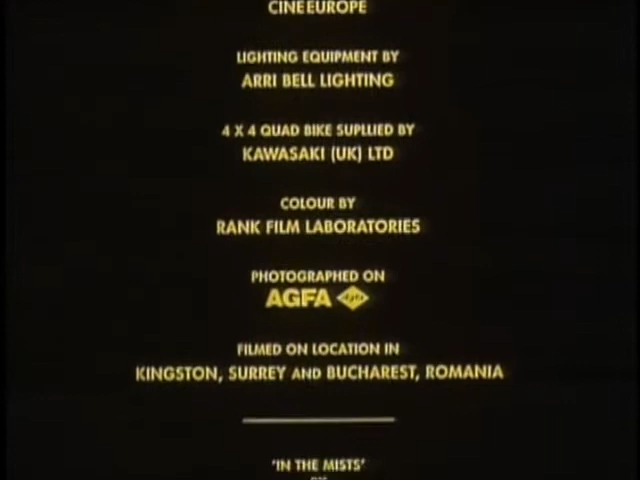 CINEEUROPE
LIGHTING EQUIPMENT BY
ARRI BELL LIGHTING
4 X 4 QUAD BIKE SUPLLIED BY
KAWASAKI (UK) LTD
COLOUR BY
RANK FILM LABORATORIES
PHOTOGRAPHED ON
AGFA
FILMED ON LOCATION IN
KINGSTON, SURREY AND BUCHAREST, ROMANIA
'IN THE MISTS'